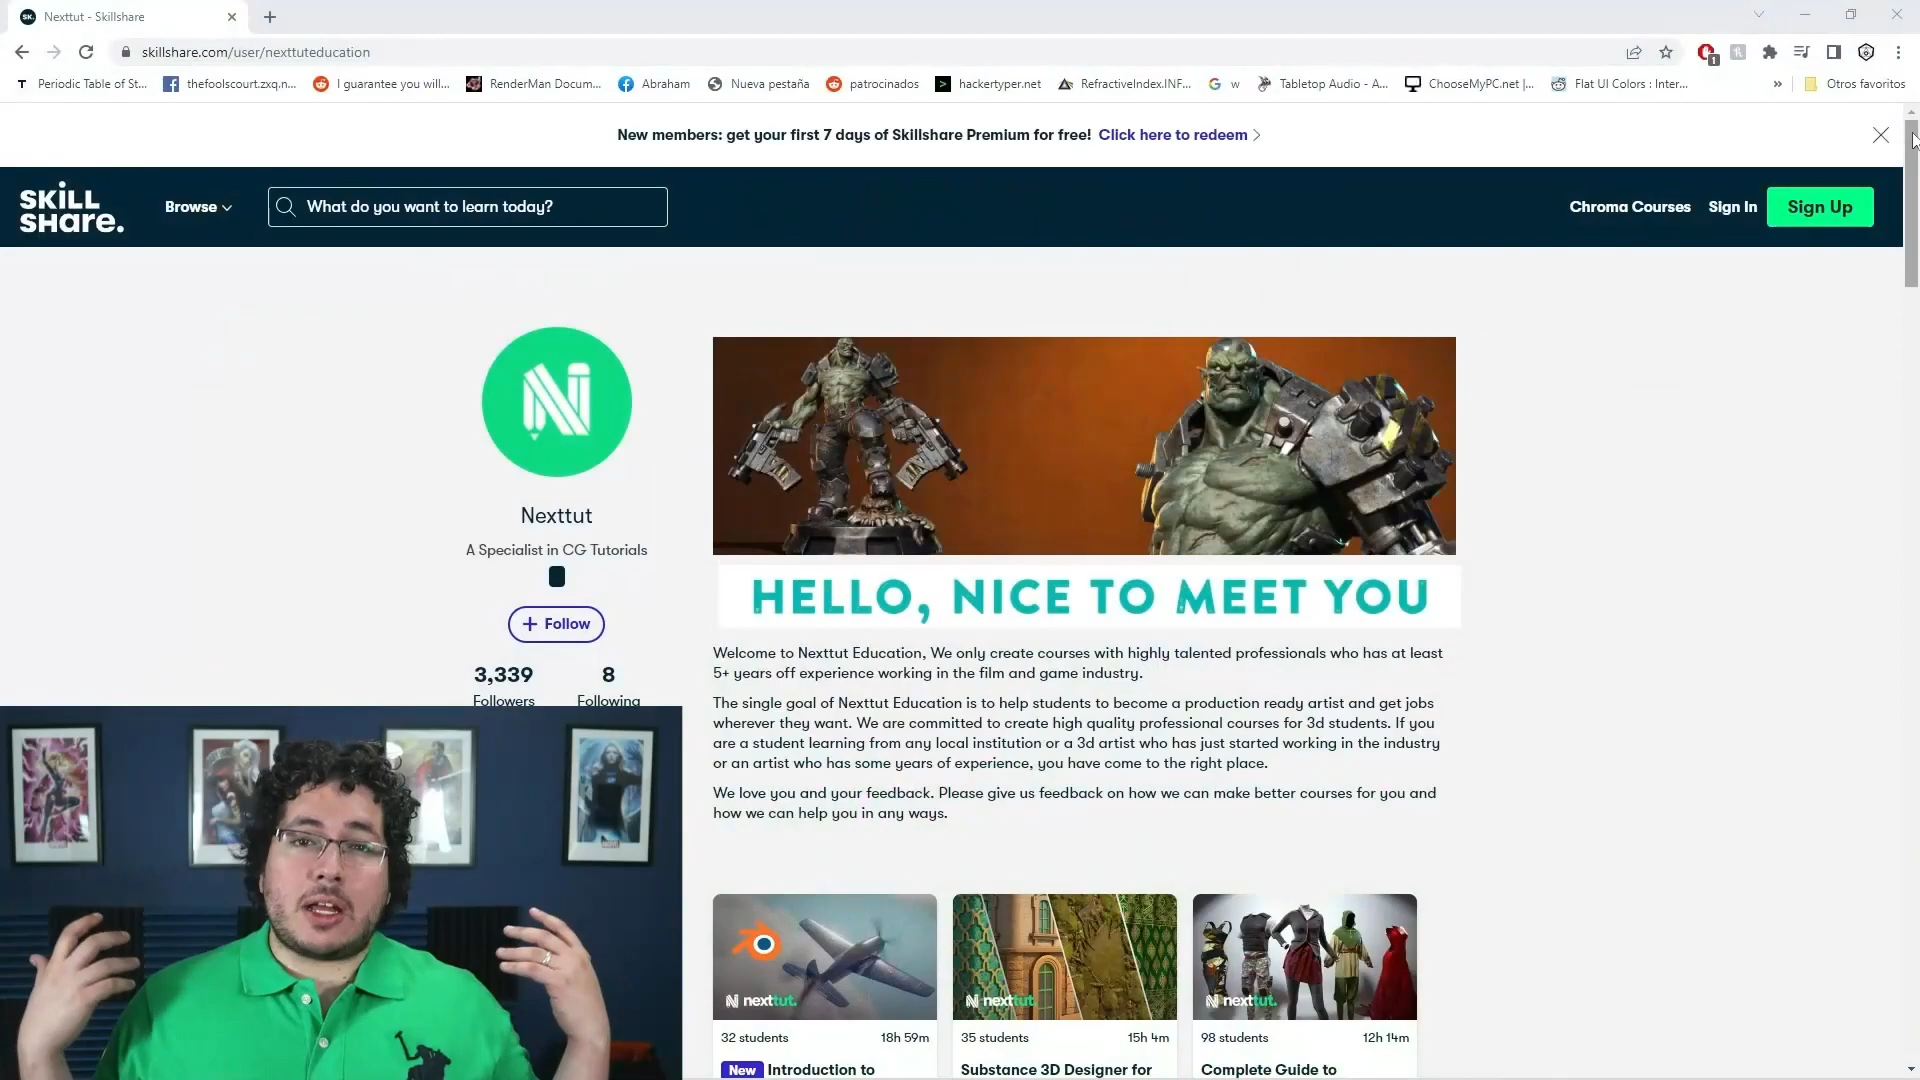 Nexttut - Skillshare
skillshare.com/user/nexttuteducation
Periodic Table of St...
thefoolscourt.zxq.n...
I guarantee you will...
RenderMan Docum...
Abraham
Nueva pestaña
patrocinados
hackertyper.net
RefractiveIndex.INF...
w
Tabletop Audio - A...
ChooseMyPC.net |...
Flat UI Colors : Inter...
»
Otros favoritos
New members: get your first 7 days of Skillshare Premium for free! Click here to redeem
SKILL
SHare.
Browse
What do you want to learn today?
Chroma Courses
Sign In
Sign Up
N
Nexttut
A Specialist in CG Tutorials
+ Follow
3,339
Followers
8
Following
HELLO, NICE TO MEET YOU
Welcome to Nexttut Education, We only create courses with highly talented professionals who has at least
5+ years off experience working in the film and game industry.
The single goal of Nexttut Education is to help students to become a production ready artist and get jobs
wherever they want. We are committed to create high quality professional courses for 3d students. If you
are a student learning from any local institution or a 3d artist who has just started working in the industry
or an artist who has some years of experience, you have come to the right place.
We love you and your feedback. Please give us feedback on how we can make better courses for you and
how we can help you in any ways.
nexttut.
nexttut.
nexttut.
32 students 18h 59m
35 students 15h 4m
98 students 12h 14m
New Introduction to
Substance 3D Designer for
Complete Guide to